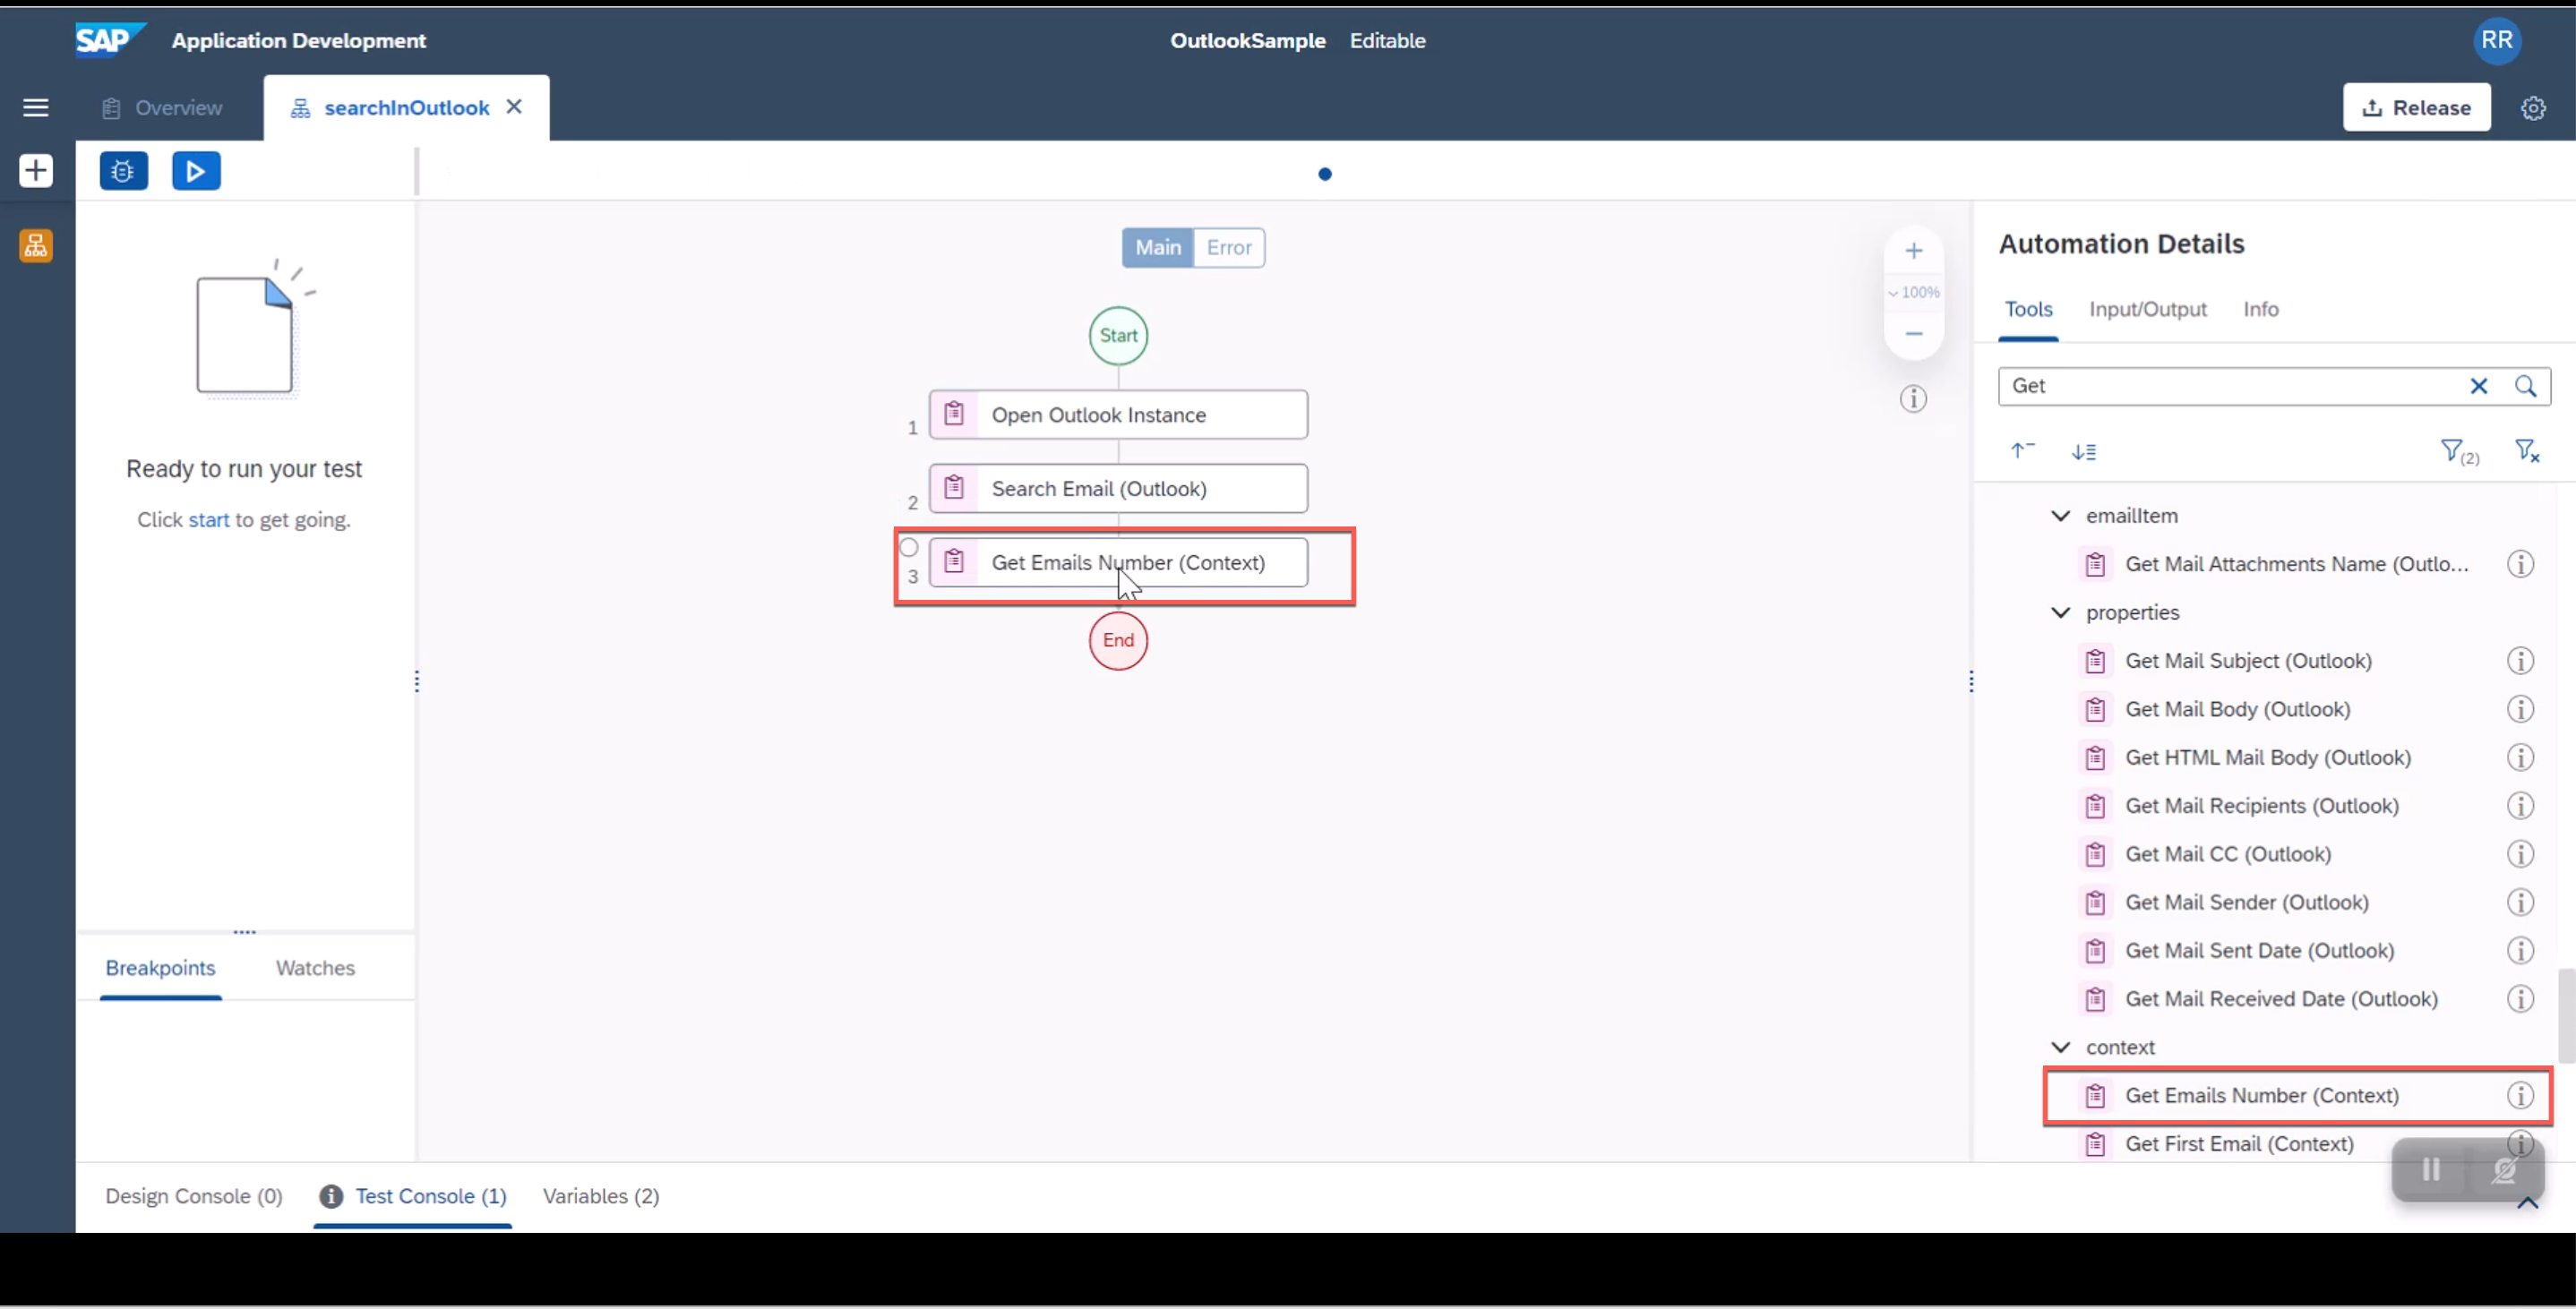 SAP Application Development OutlookSample Editable RR
Overview searchInOutlook Release
Main Error
100%
Start
1 Open Outlook Instance
2 Search Email (Outlook)
3 Get Emails Number (Context)
End
Ready to run your test
Click start to get going.
Breakpoints Watches
Automation Details
Tools Input/Output Info
Get
(2)
emailItem
Get Mail Attachments Name (Outlo...
properties
Get Mail Subject (Outlook)
Get Mail Body (Outlook)
Get HTML Mail Body (Outlook)
Get Mail Recipients (Outlook)
Get Mail CC (Outlook)
Get Mail Sender (Outlook)
Get Mail Sent Date (Outlook)
Get Mail Received Date (Outlook)
context
Get Emails Number (Context)
Get First Email (Context)
Design Console (0) Test Console (1) Variables (2)